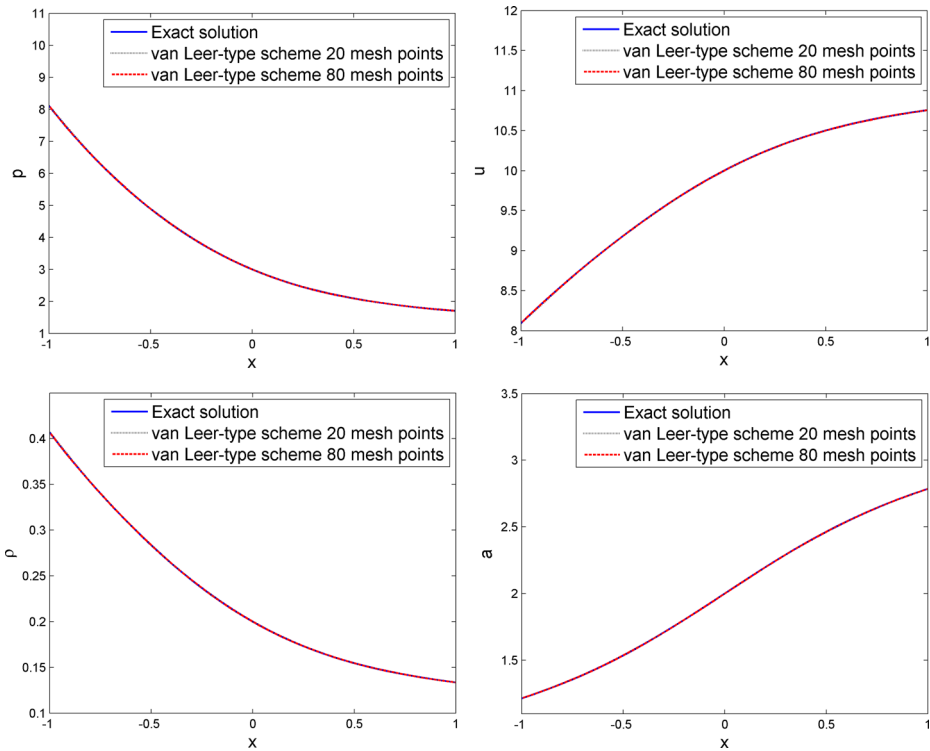 11
10
9
8
7
6
5
4
3
2
1
p
-1
-0.5
0
0.5
1
x
Exact solution
van Leer-type scheme 20 mesh points
van Leer-type scheme 80 mesh points
12
11.5
11
10.5
10
9.5
9
8.5
8
u
-1
-0.5
0
0.5
1
x
Exact solution
van Leer-type scheme 20 mesh points
van Leer-type scheme 80 mesh points
0.4
0.35
0.3
0.25
0.2
0.15
0.1
ρ
-1
-0.5
0
0.5
1
x
Exact solution
van Leer-type scheme 20 mesh points
van Leer-type scheme 80 mesh points
3.5
3
2.5
2
1.5
a
-1
-0.5
0
0.5
1
x
Exact solution
van Leer-type scheme 20 mesh points
van Leer-type scheme 80 mesh points